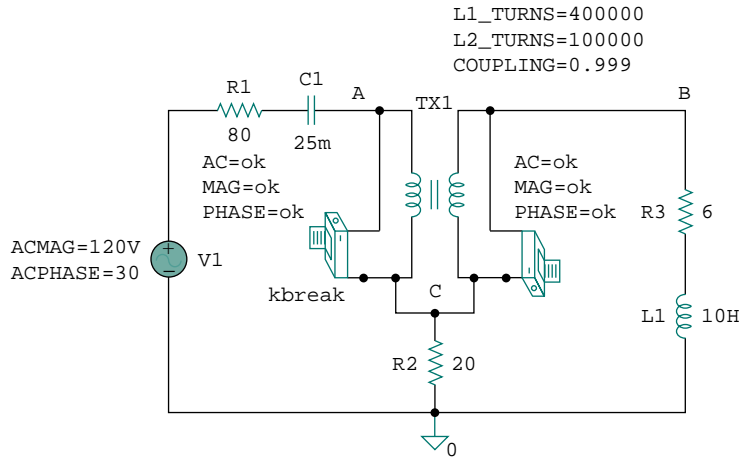 L1_TURNS=400000
L2_TURNS=100000
COUPLING=0.999
R1
C1
A
TX1
B
80
25m
AC=ok
MAG=ok
PHASE=ok
AC=ok
MAG=ok
PHASE=ok
R3
6
ACMAG=120V
ACPHASE=30
V1
kbreak
C
L1
10H
R2
20
0